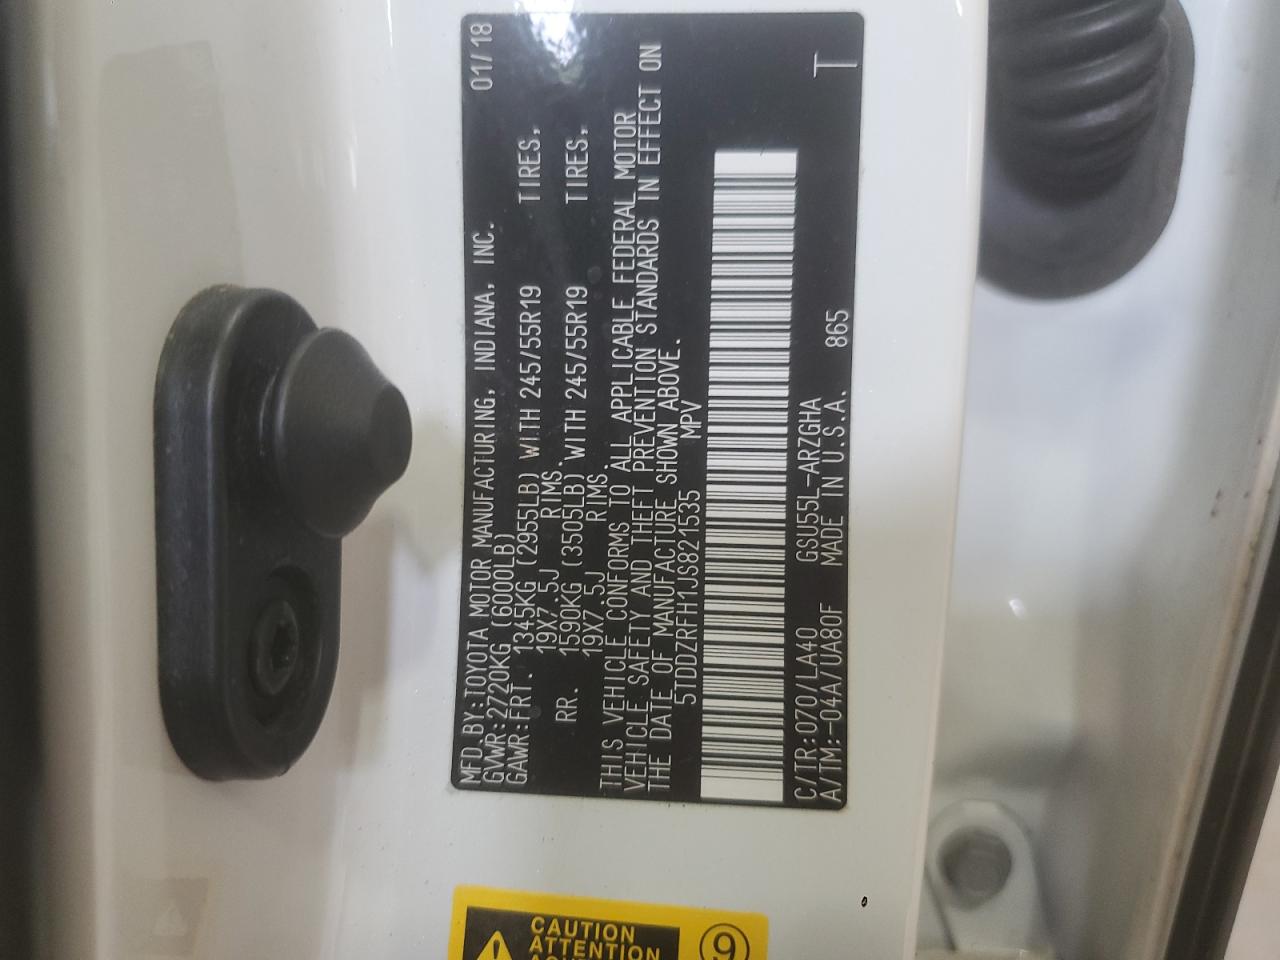 MFD.BY:TOYOTA MOTOR MANUFACTURING, INDIANA, INC. 01/18
GVWR:2720KG (6000LB)
GAWR:FRT. 1345KG (2955LB) WITH 245/55R19 TIRES,
19X7.5J RIMS.
RR. 1590KG (3505LB) WITH 245/55R19 TIRES,
19X7.5J RIMS.
THIS VEHICLE CONFORMS TO ALL APPLICABLE FEDERAL MOTOR
VEHICLE SAFETY AND THEFT PREVENTION STANDARDS IN EFFECT ON
THE DATE OF MANUFACTURE SHOWN ABOVE.
5TDDZRFH1JS821535 MPV
C/TR:070/LA40 GSU55L-ARZGHA T
A/TM:-04A/UA80F MADE IN U.S.A. 865
CAUTION
ATTENTION
9